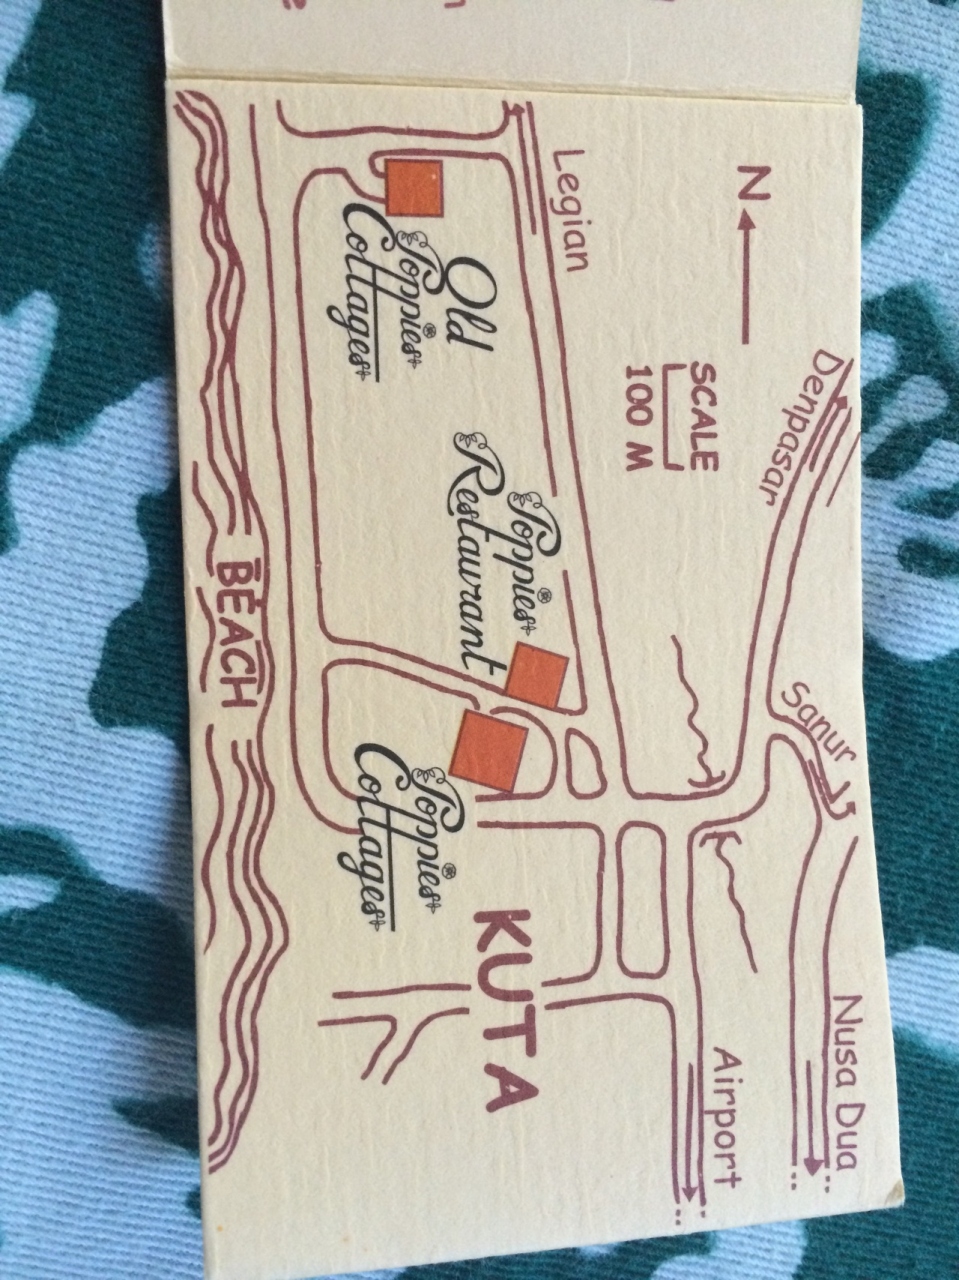 N
SCALE
100 M
Denpasar
Sanur
Nusa Dua
Airport
Legian
Old
Poppies
Cottages
Poppies
Restaurant
Poppies
Cottages
KUTA
BEACH